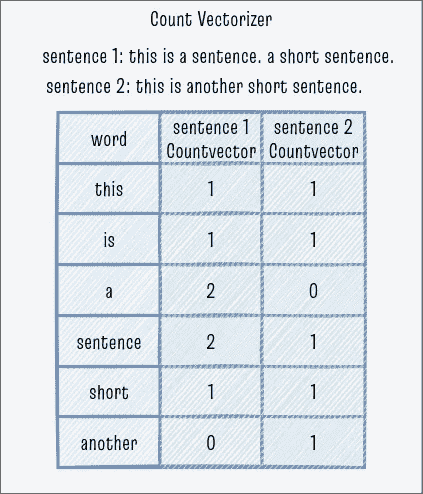 Count Vectorizer
sentence 1: this is a sentence. a short sentence.
sentence 2: this is another short sentence.
word sentence 1 Countvector sentence 2 Countvector
this 1 1
is 1 1
a 2 0
sentence 2 1
short 1 1
another 0 1